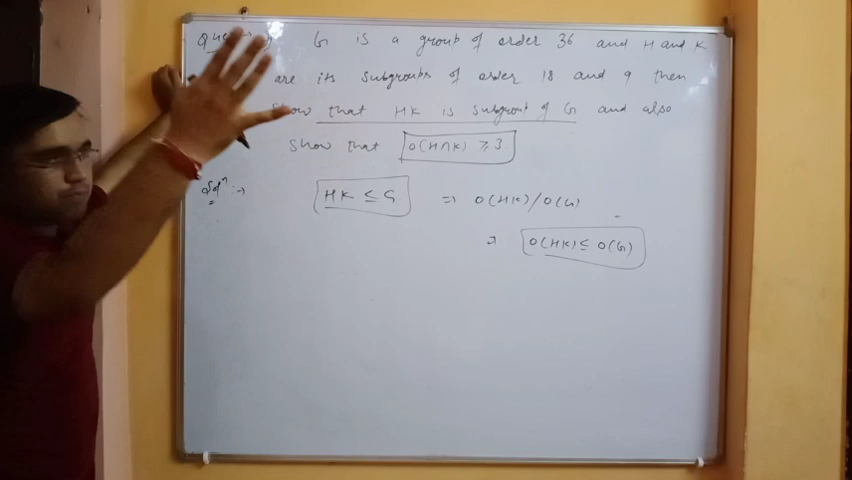 Que → G is a group of order 36 and H and K
are its subgroups of order 18 and 9 then
Show that HK is subgroup of G and also
Show that O(H∩K) ≥ 3.
Solⁿ :→ HK ≤ G ⇒ O(HK)/O(G)
⇒ O(HK) ≤ O(G)